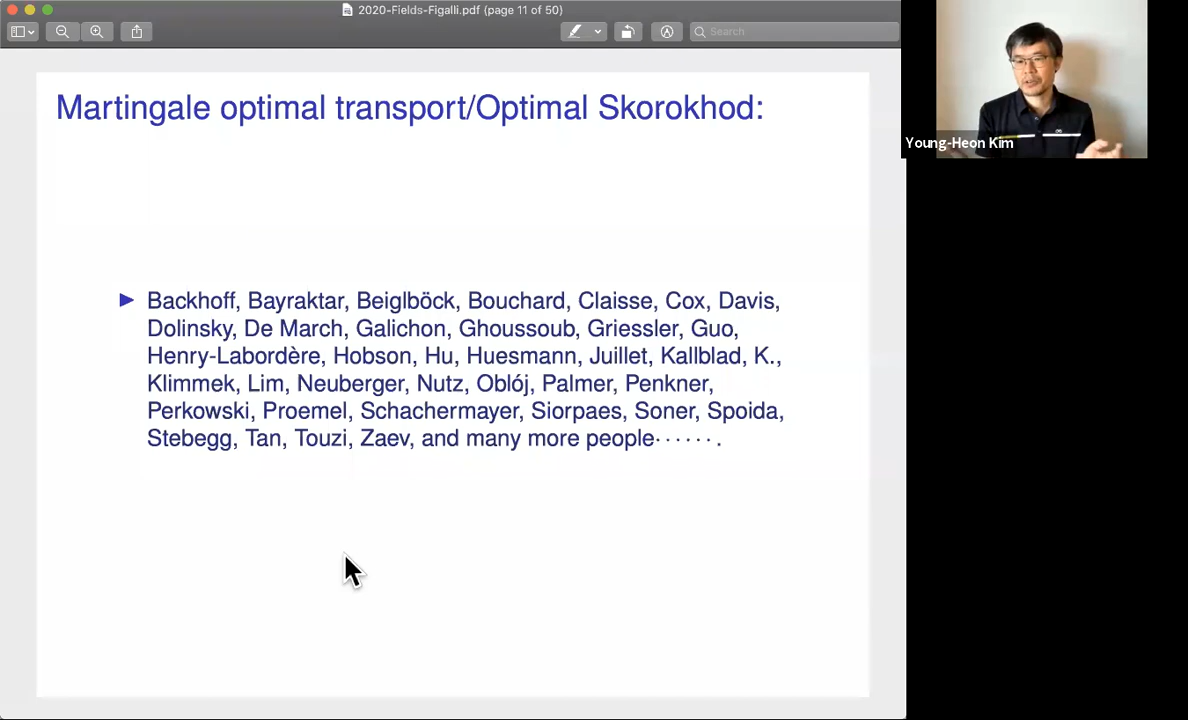 2020-Fields-Figalli.pdf (page 11 of 50)
Search
Martingale optimal transport/Optimal Skorokhod:
Backhoff, Bayraktar, Beiglböck, Bouchard, Claisse, Cox, Davis,
Dolinsky, De March, Galichon, Ghoussoub, Griessler, Guo,
Henry-Labordère, Hobson, Hu, Huesmann, Juillet, Kallblad, K.,
Klimmek, Lim, Neuberger, Nutz, Oblój, Palmer, Penkner,
Perkowski, Proemel, Schachermayer, Siorpaes, Soner, Spoida,
Stebegg, Tan, Touzi, Zaev, and many more people⋅⋅⋅⋅⋅⋅.
Young-Heon Kim